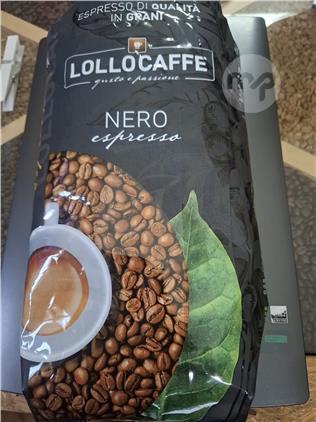 ESPRESSO DI QUALITÀ
IN GRANI
LOLLOCAFFE
gusto e passione
NERO
espresso